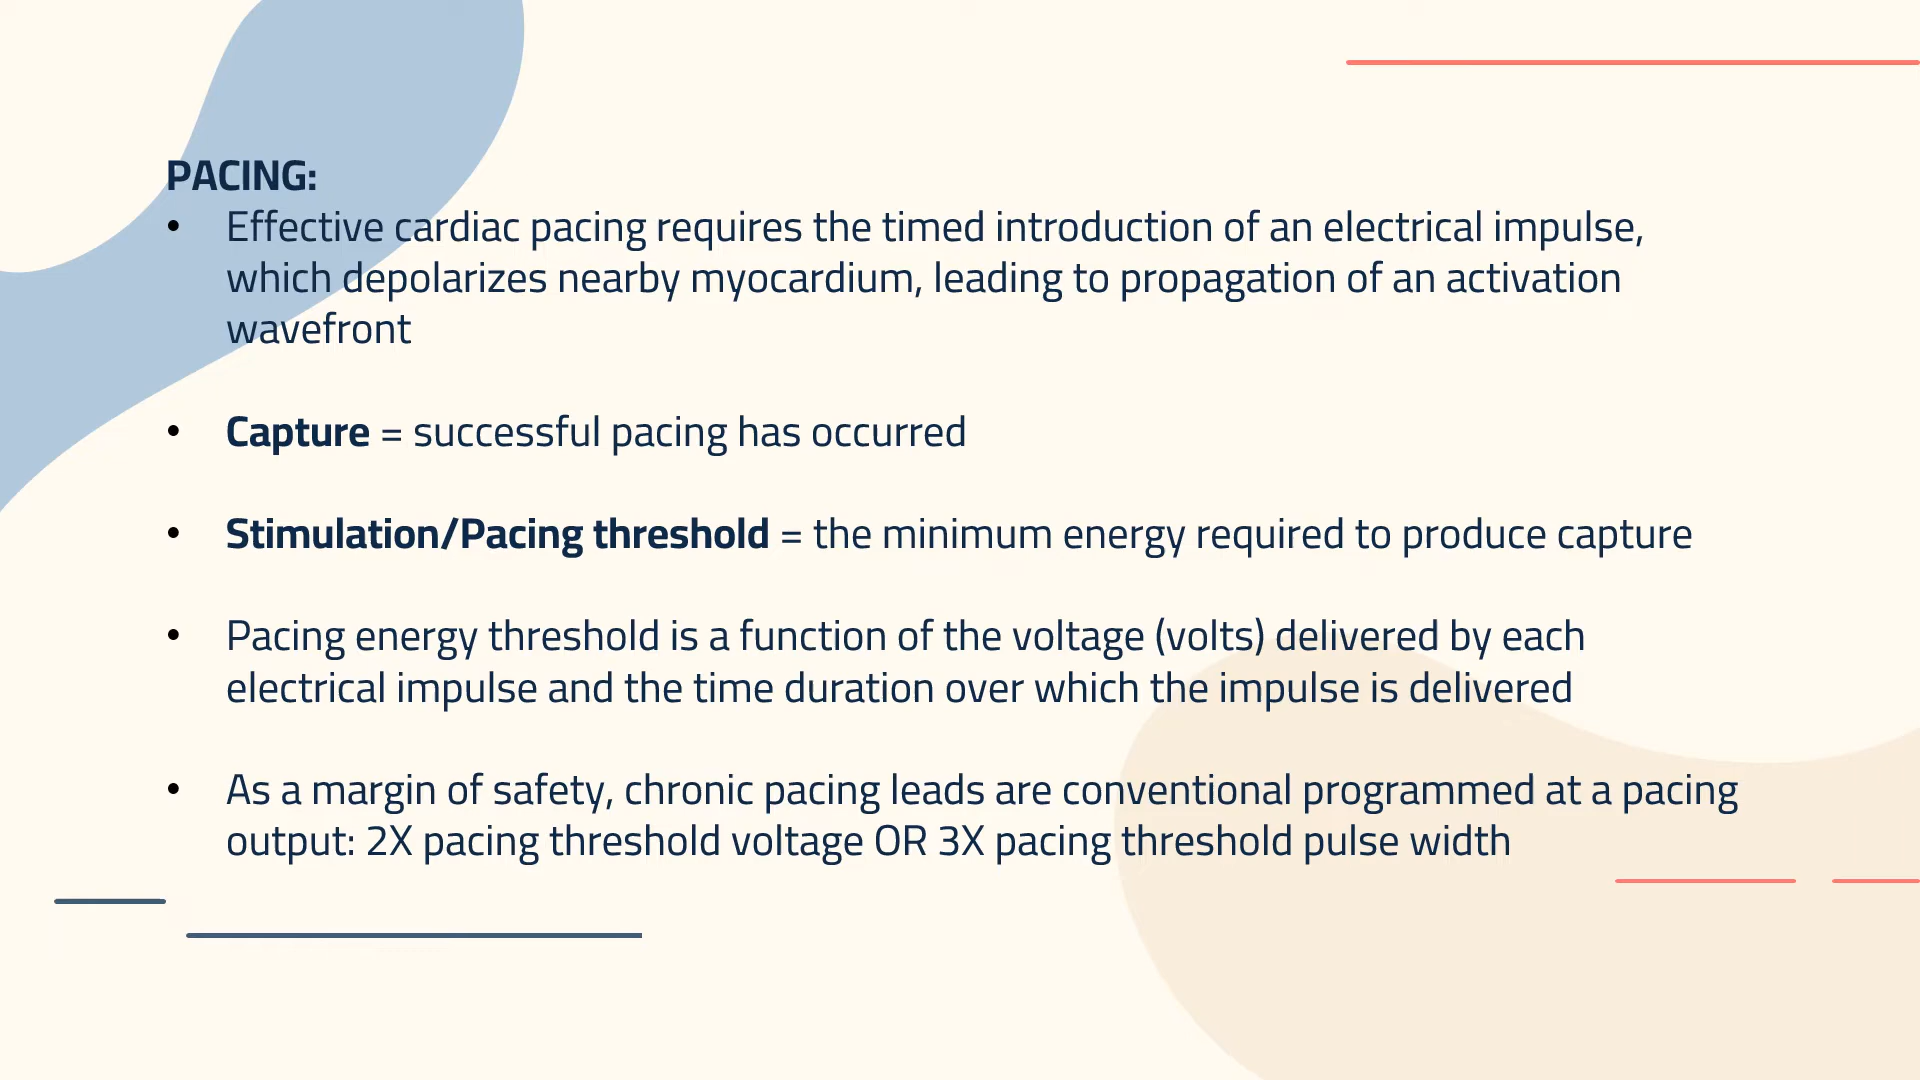 PACING:
• Effective cardiac pacing requires the timed introduction of an electrical impulse,
which depolarizes nearby myocardium, leading to propagation of an activation
wavefront
• Capture = successful pacing has occurred
• Stimulation/Pacing threshold = the minimum energy required to produce capture
• Pacing energy threshold is a function of the voltage (volts) delivered by each
electrical impulse and the time duration over which the impulse is delivered
• As a margin of safety, chronic pacing leads are conventional programmed at a pacing
output: 2X pacing threshold voltage OR 3X pacing threshold pulse width